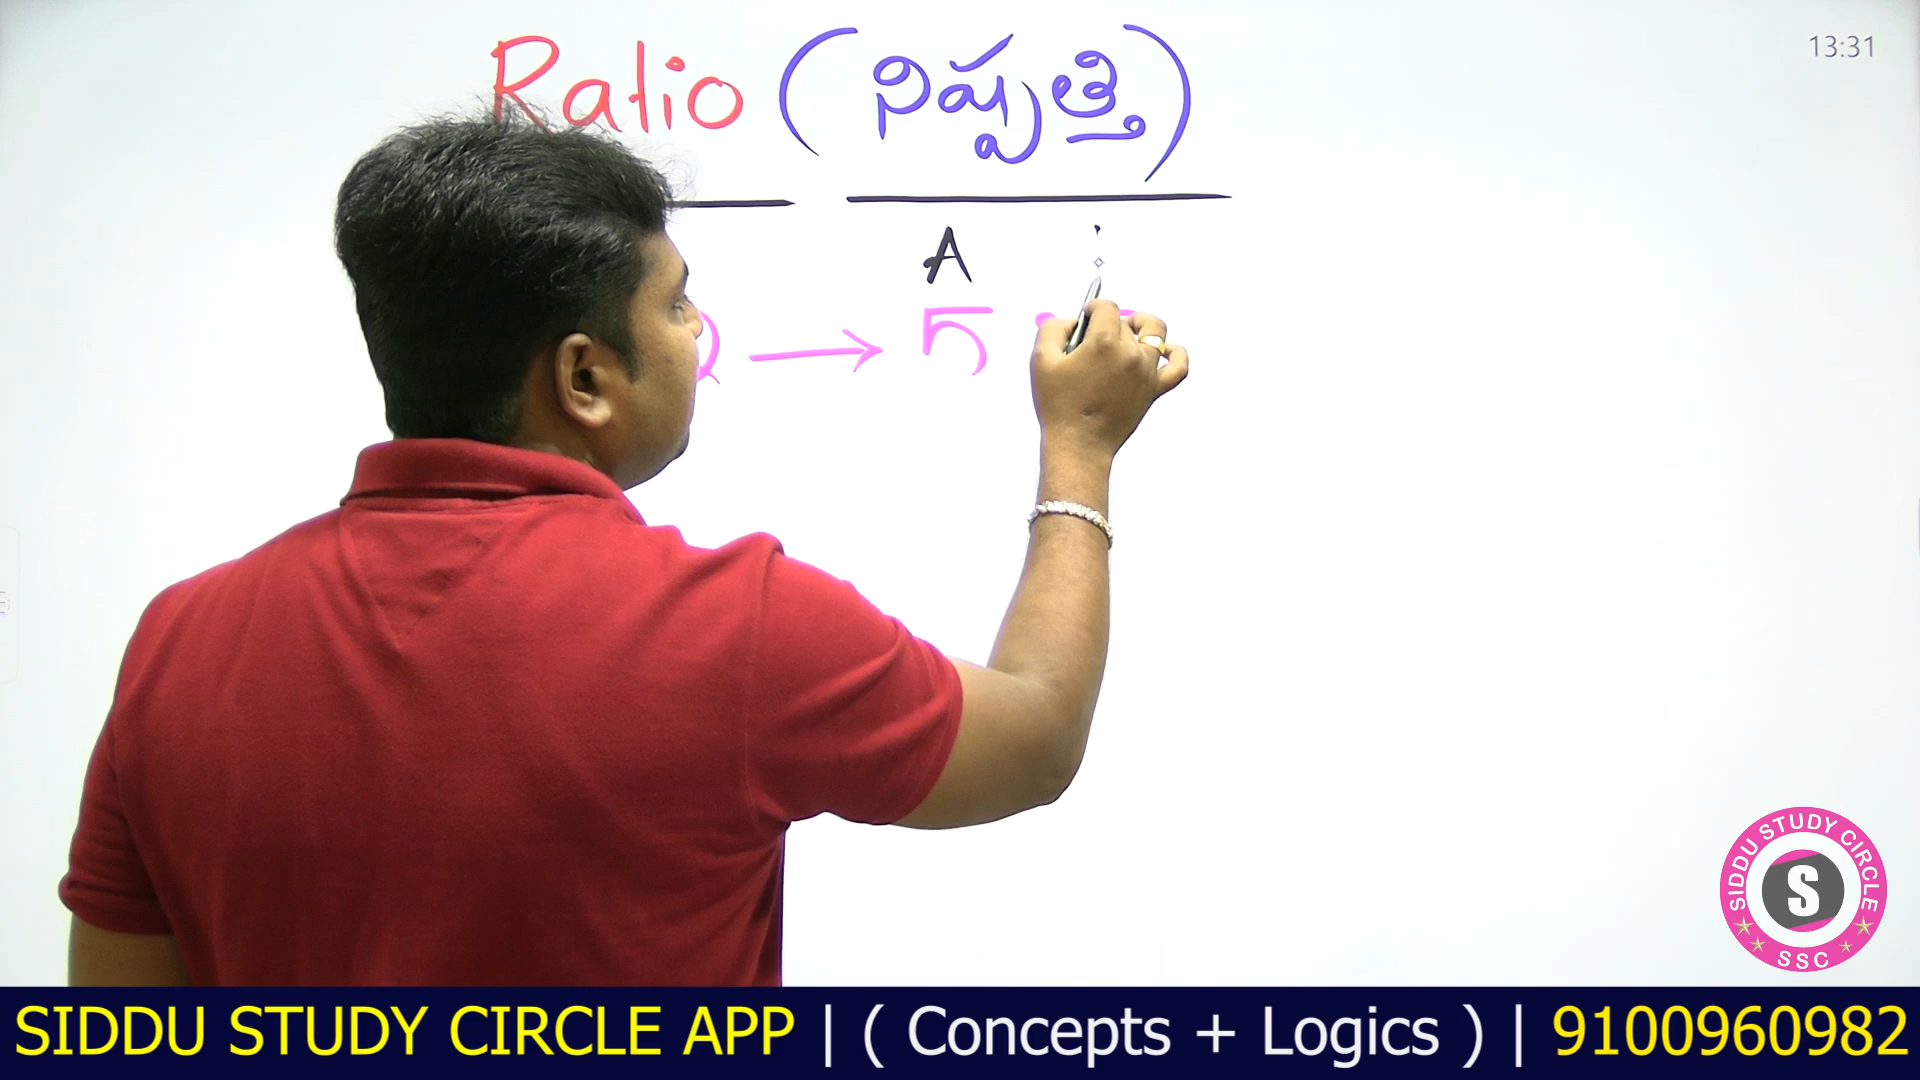 Ratio (నిష్పత్తి)
13:31
A
→ 5
SIDDU STUDY CIRCLE
S
SSC
SIDDU STUDY CIRCLE APP | ( Concepts + Logics ) | 9100960982